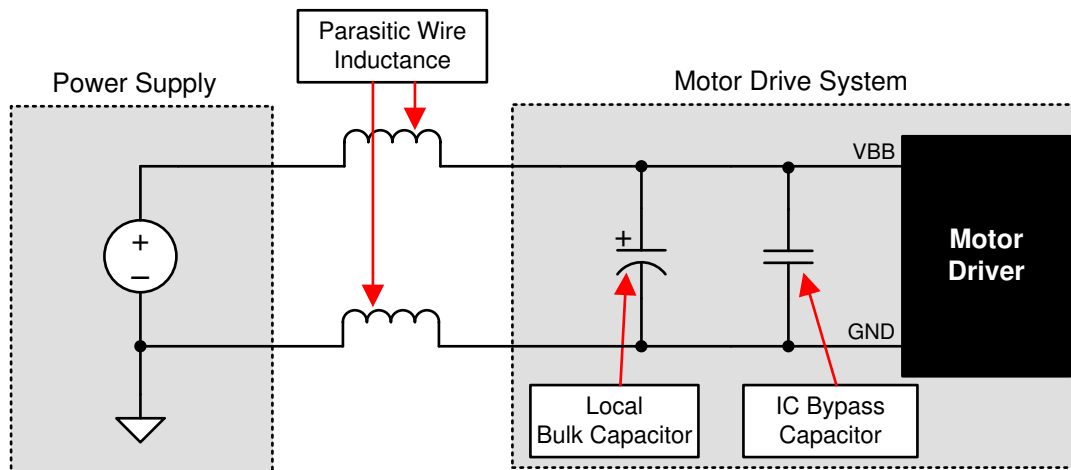 Parasitic Wire
Inductance
Power Supply
Motor Drive System
VBB
+
–
+
Motor
Driver
GND
Local
Bulk Capacitor
IC Bypass
Capacitor